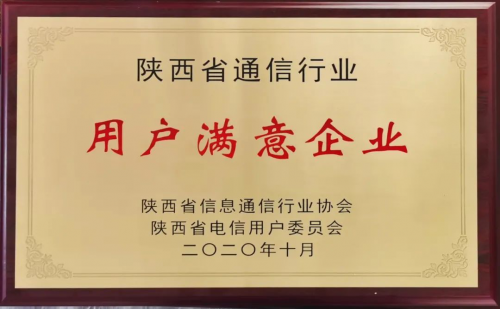 陕西省通信行业
用户满意企业
陕西省信息通信行业协会
陕西省电信用户委员会
二〇二〇年十月